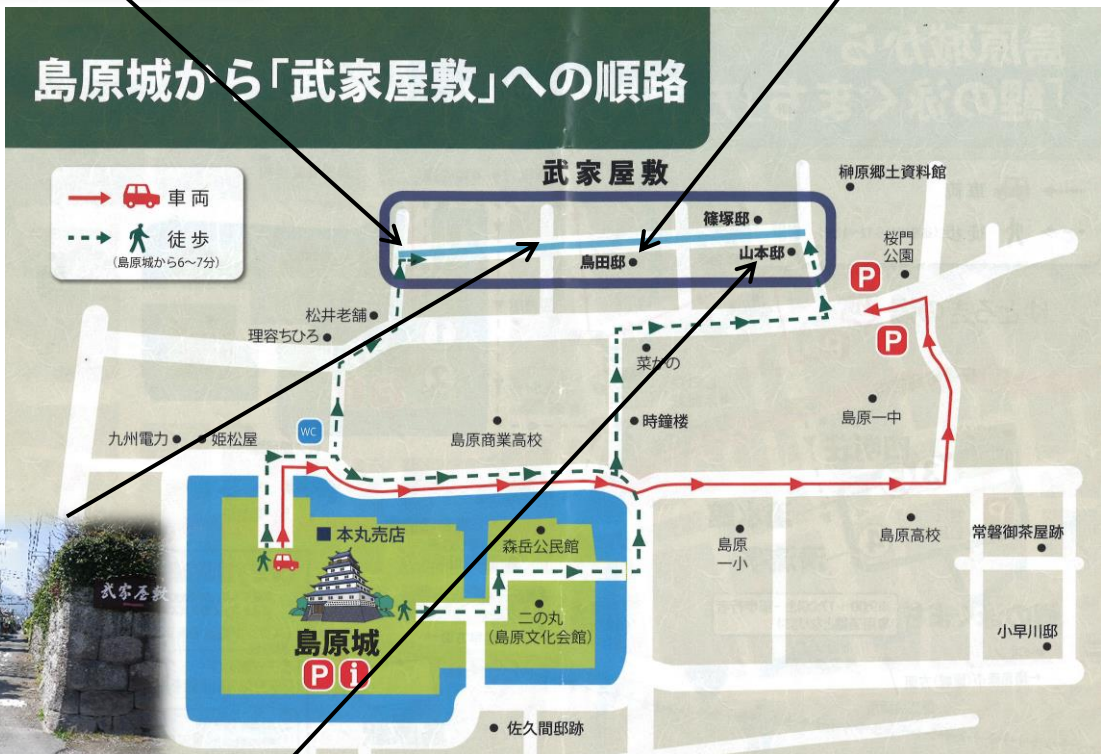 島原城から「武家屋敷」への順路
車両
徒歩
(島原城から6〜7分)
武家屋敷
榊原郷土資料館
篠塚邸
鳥田邸
山本邸
桜門
公園
P
P
松井老舗
理容ちひろ
時鐘楼
島原一中
九州電力
姫松屋
WC
島原商業高校
本丸売店
森岳公民館
島原
一小
島原高校
常磐御茶屋跡
二の丸
(島原文化会館)
島原城
P i
小早川邸
佐久間邸跡
武家屋敷